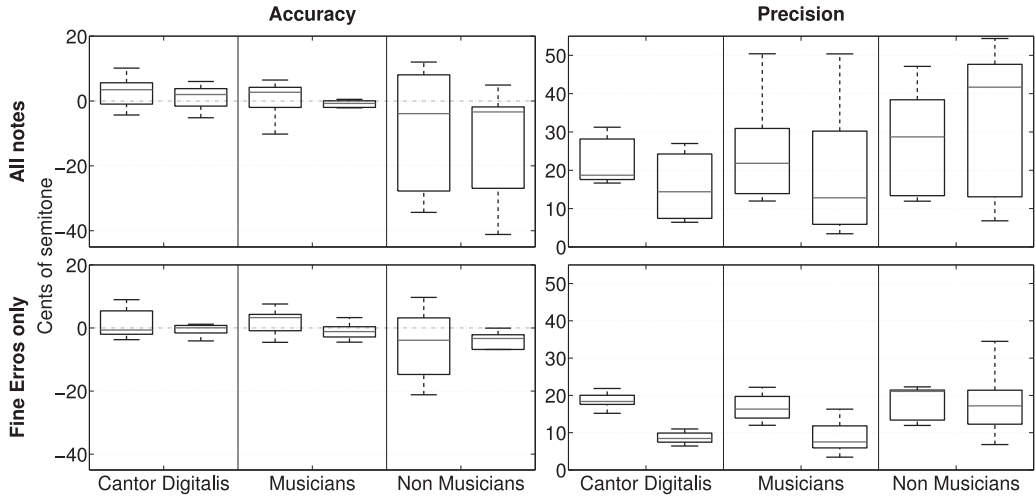 Accuracy
Precision
All notes
20
0
−20
−40
50
40
30
20
10
0
Cents of semitone
Fine Erros only
20
0
−20
−40
50
40
30
20
10
0
Cantor Digitalis Musicians Non Musicians
Cantor Digitalis Musicians Non Musicians